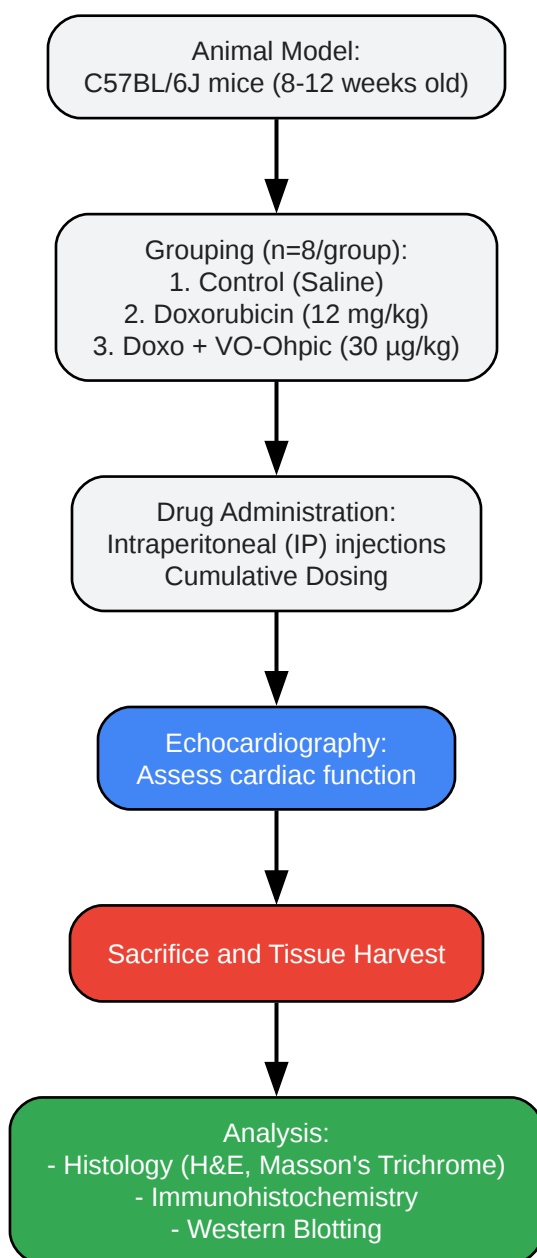 Animal Model:
C57BL/6J mice (8-12 weeks old)
Grouping (n=8/group):
1. Control (Saline)
2. Doxorubicin (12 mg/kg)
3. Doxo + VO-Ohpic (30 µg/kg)
Drug Administration:
Intraperitoneal (IP) injections
Cumulative Dosing
Echocardiography:
Assess cardiac function
Sacrifice and Tissue Harvest
Analysis:
- Histology (H&E, Masson's Trichrome)
- Immunohistochemistry
- Western Blotting